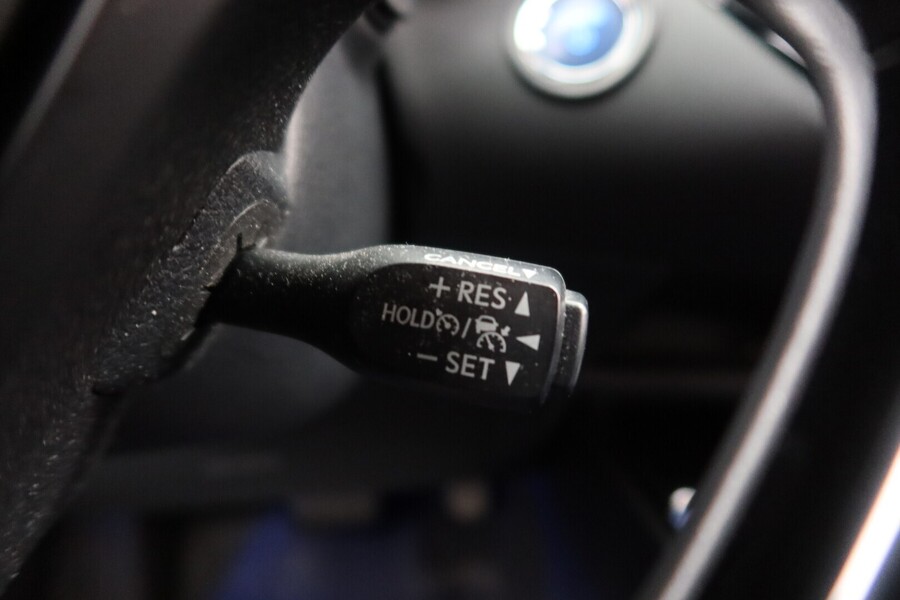 CANCEL▼
+ RES ▲
HOLD / ◀
− SET ▼